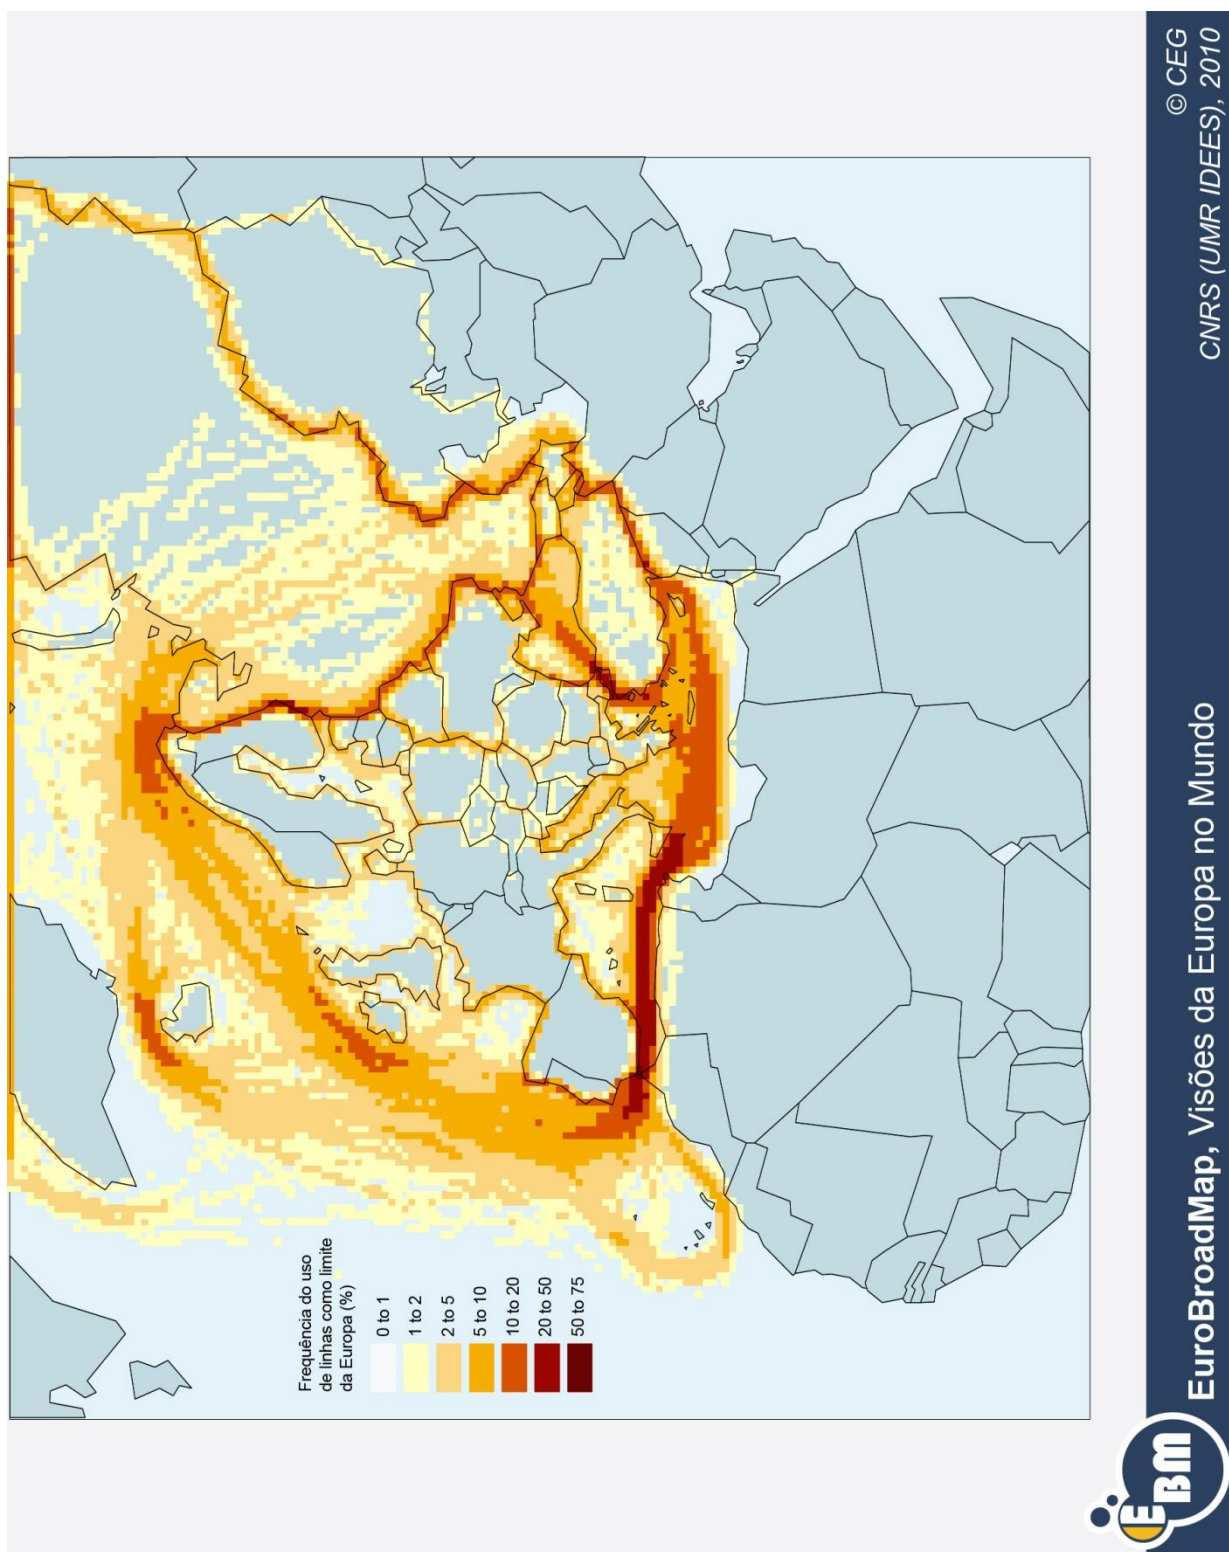 Frequência do uso
de linhas como limite
da Europa (%)
0 to 1
1 to 2
2 to 5
5 to 10
10 to 20
20 to 50
50 to 75
EBM
EuroBroadMap, Visões da Europa no Mundo
© CEG
CNRS (UMR IDEES), 2010